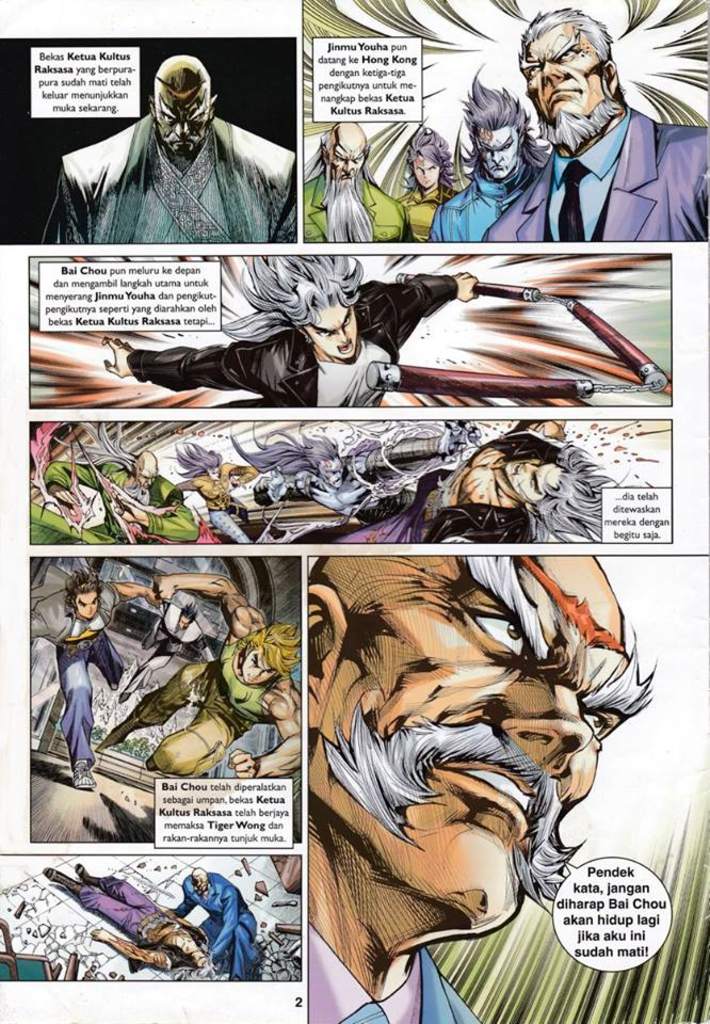 Bekas Ketua Kultus
Raksasa yang berpura-
pura sudah mati telah
keluar menunjukkan
muka sekarang.
Jinmu Youha pun
datang ke Hong Kong
dengan ketiga-tiga
pengikutnya untuk me-
nangkap bekas Ketua
Kultus Raksasa.
Bai Chou pun meluru ke depan
dan mengambil langkah utama untuk
menyerang Jinmu Youha dan pengikut-
pengikutnya seperti yang diarahkan oleh
bekas Ketua Kultus Raksasa tetapi...
...dia telah
ditewaskan
mereka dengan
begitu saja.
Bai Chou telah diperalatkan
sebagai umpan, bekas Ketua
Kultus Raksasa telah berjaya
memaksa Tiger Wong dan
rakan-rakannya tunjuk muka.
Pendek
kata, jangan
diharap Bai Chou
akan hidup lagi
jika aku ini
sudah mati!
2